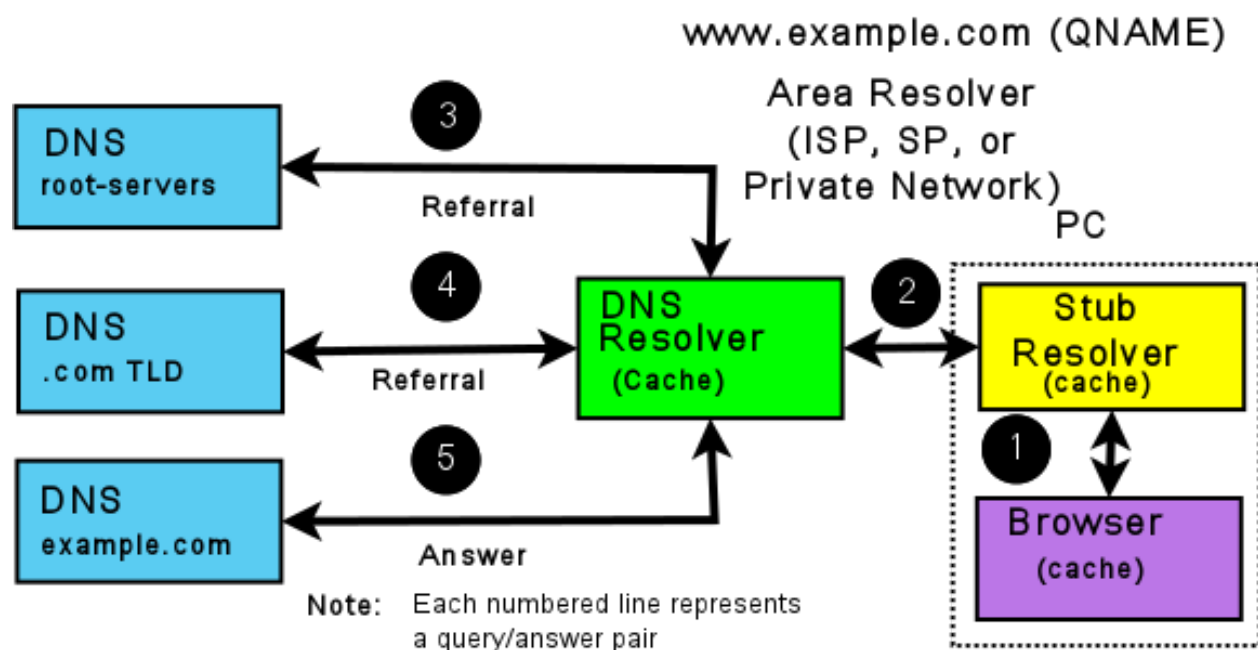 www.example.com (QNAME)
Area Resolver
(ISP, SP, or
Private Network)
PC
3
DNS
root-servers
Referral
4
DNS
.com TLD
Referral
DNS
Resolver
(Cache)
2
Stub
Resolver
(cache)
5
DNS
example.com
Answer
1
Browser
(cache)
Note: Each numbered line represents
a query/answer pair